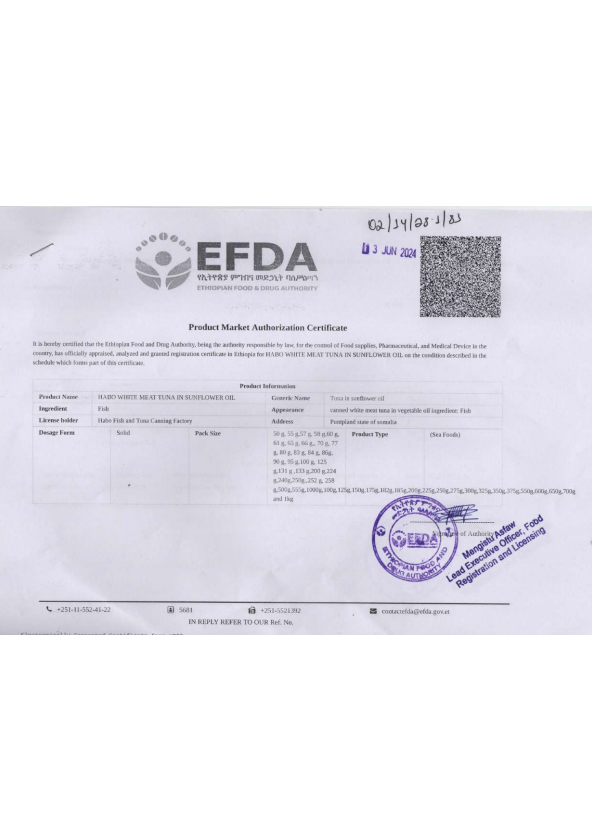 02/14/28-1/81
3 JUN 2024
EFDA
የኢትዮጵያ ምግብና መድኃኒት ባለሥልጣን
ETHIOPIAN FOOD & DRUG AUTHORITY
Product Market Authorization Certificate
It is hereby certified that the Ethiopian Food and Drug Authority, being the authority responsible by law, for the control of Food supplies, Pharmaceutical, and Medical Device in the
country, has officially appraised, analyzed and granted registration certificate in Ethiopia for HABO WHITE MEAT TUNA IN SUNFLOWER OIL on the condition described in the
schedule which forms part of this certificate.
Product Information
Product Name HABO WHITE MEAT TUNA IN SUNFLOWER OIL Generic Name Tuna in sunflower oil
Ingredient Fish Appearance canned white meat tuna in vegetable oil ingredient: Fish
License holder Habo Fish and Tuna Canning Factory Address Puntpland state of somalia
Dosage Form Solid Pack Size 50 g, 55 g,57 g, 58 g,60 g, Product Type (Sea Foods)
61 g, 65 g, 66 g,, 70 g, 77
g, 80 g, 83 g, 84 g, 86g,
90 g, 95 g,100 g, 125
g,131 g ,133 g,200 g,224
g,240g,250g.,252 g, 258
g,500g,555g,1000g,100g,125g,150g,175g,182g,185g,200g,225g,250g,275g,300g,325g,350g,375g,550g,600g,650g,700g
and 1kg
of Authority
EFDA
ETHIOPIAN FOOD AND
DRUG AUTHORITY
Mengistu Asfaw
Lead Executive Officer, Food
Registration and Licensing
+251-11-552-41-22 5681 +251-5521392 contactefda@efda.gov.et
IN REPLY REFER TO OUR Ref. No.